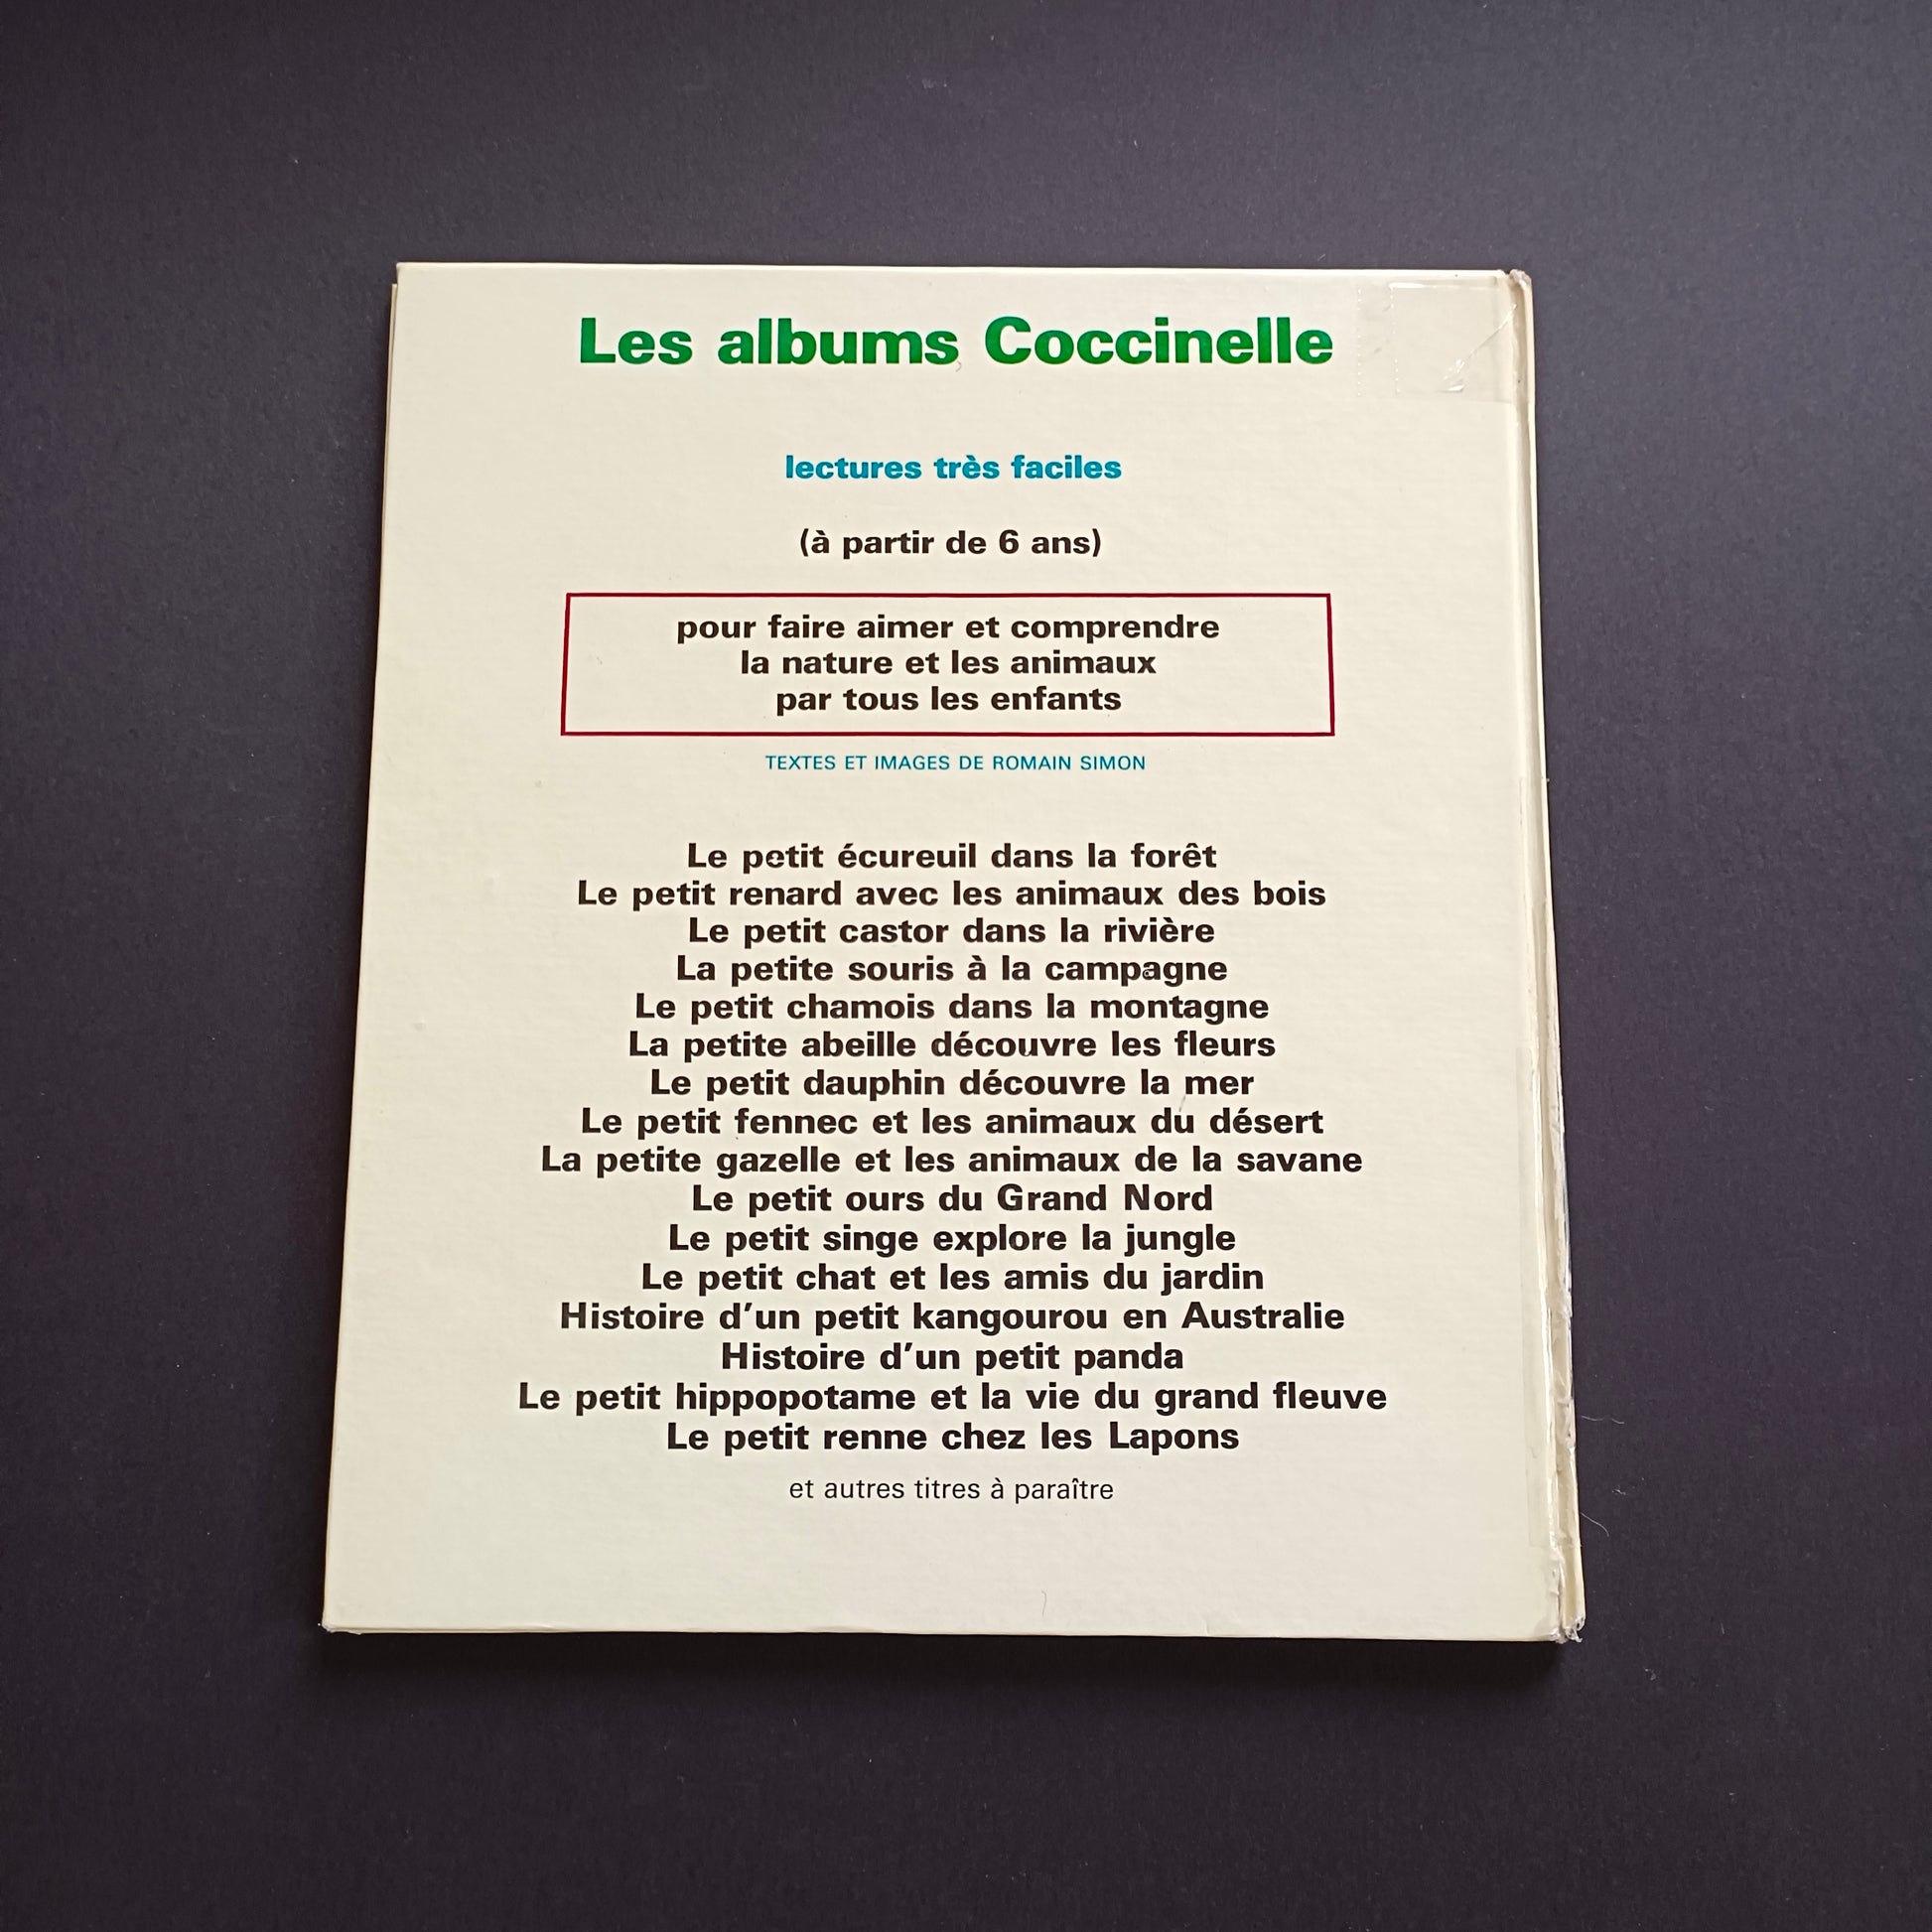 Les albums Coccinelle
lectures très faciles
(à partir de 6 ans)
pour faire aimer et comprendre
la nature et les animaux
par tous les enfants
TEXTES ET IMAGES DE ROMAIN SIMON
Le petit écureuil dans la forêt
Le petit renard avec les animaux des bois
Le petit castor dans la rivière
La petite souris à la campagne
Le petit chamois dans la montagne
La petite abeille découvre les fleurs
Le petit dauphin découvre la mer
Le petit fennec et les animaux du désert
La petite gazelle et les animaux de la savane
Le petit ours du Grand Nord
Le petit singe explore la jungle
Le petit chat et les amis du jardin
Histoire d'un petit kangourou en Australie
Histoire d'un petit panda
Le petit hippopotame et la vie du grand fleuve
Le petit renne chez les Lapons
et autres titres à paraître